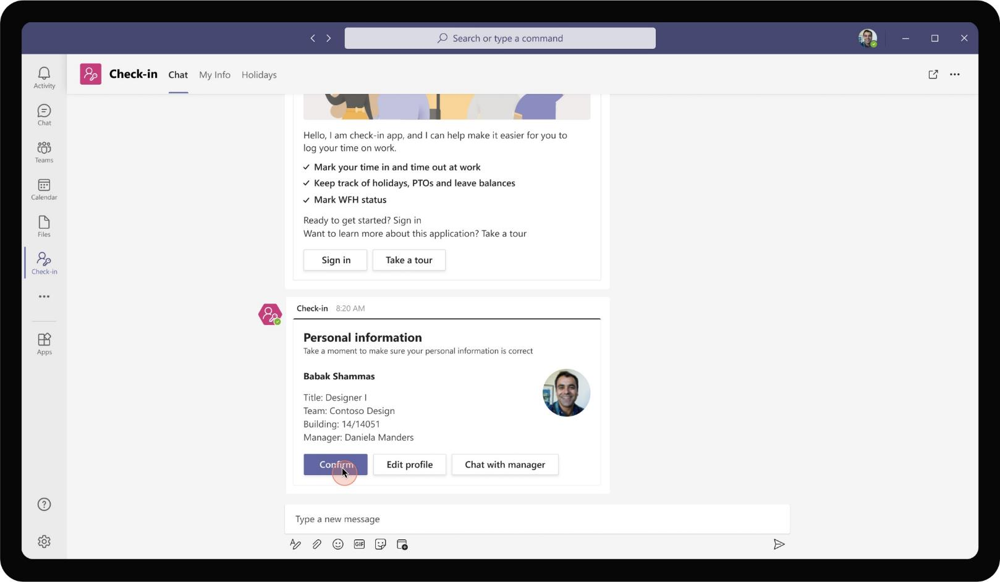 Search or type a command
Activity
Chat
Teams
Calendar
Files
Check-in
Apps
Check-in Chat My Info Holidays
Hello, I am check-in app, and I can help make it easier for you to
log your time on work.
Mark your time in and time out at work
Keep track of holidays, PTOs and leave balances
Mark WFH status
Ready to get started? Sign in
Want to learn more about this application? Take a tour
Sign in Take a tour
Check-in 8:20 AM
Personal information
Take a moment to make sure your personal information is correct
Babak Shammas
Title: Designer I
Team: Contoso Design
Building: 14/14051
Manager: Daniela Manders
Confirm Edit profile Chat with manager
Type a new message
GIF